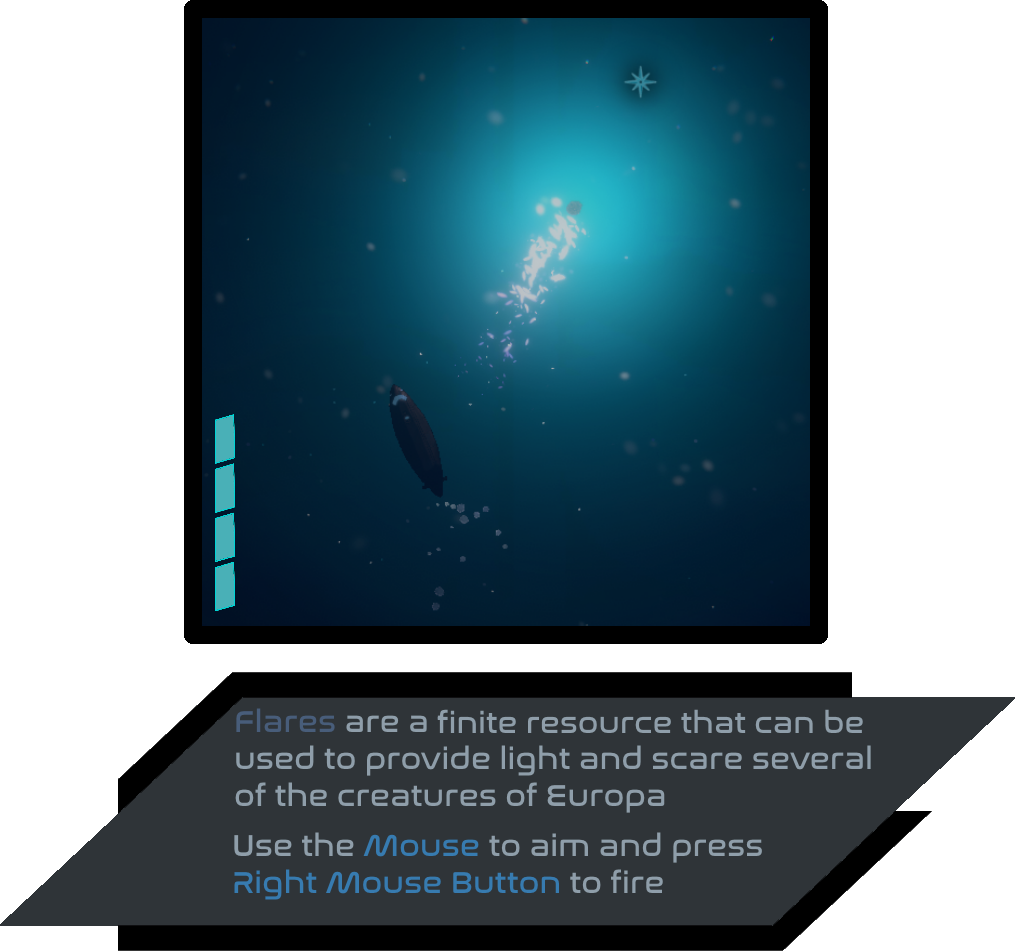 Flares are a finite resource that can be
used to provide light and scare several
of the creatures of Europa
Use the Mouse to aim and press
Right Mouse Button to fire